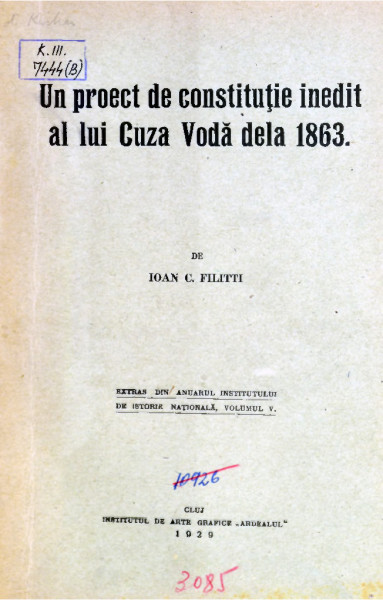 K. III.
7444(B)
Un proect de constituţie inedit
al lui Cuza Vodă dela 1863.
DE
IOAN C. FILITTI
EXTRAS DIN ANUARUL INSTITUTULUI
DE ISTORIE NAŢIONALĂ, VOLUMUL V.
10926
CLUJ
INSTITUTUL DE ARTE GRAFICE „ARDEALUL"
1929
3085